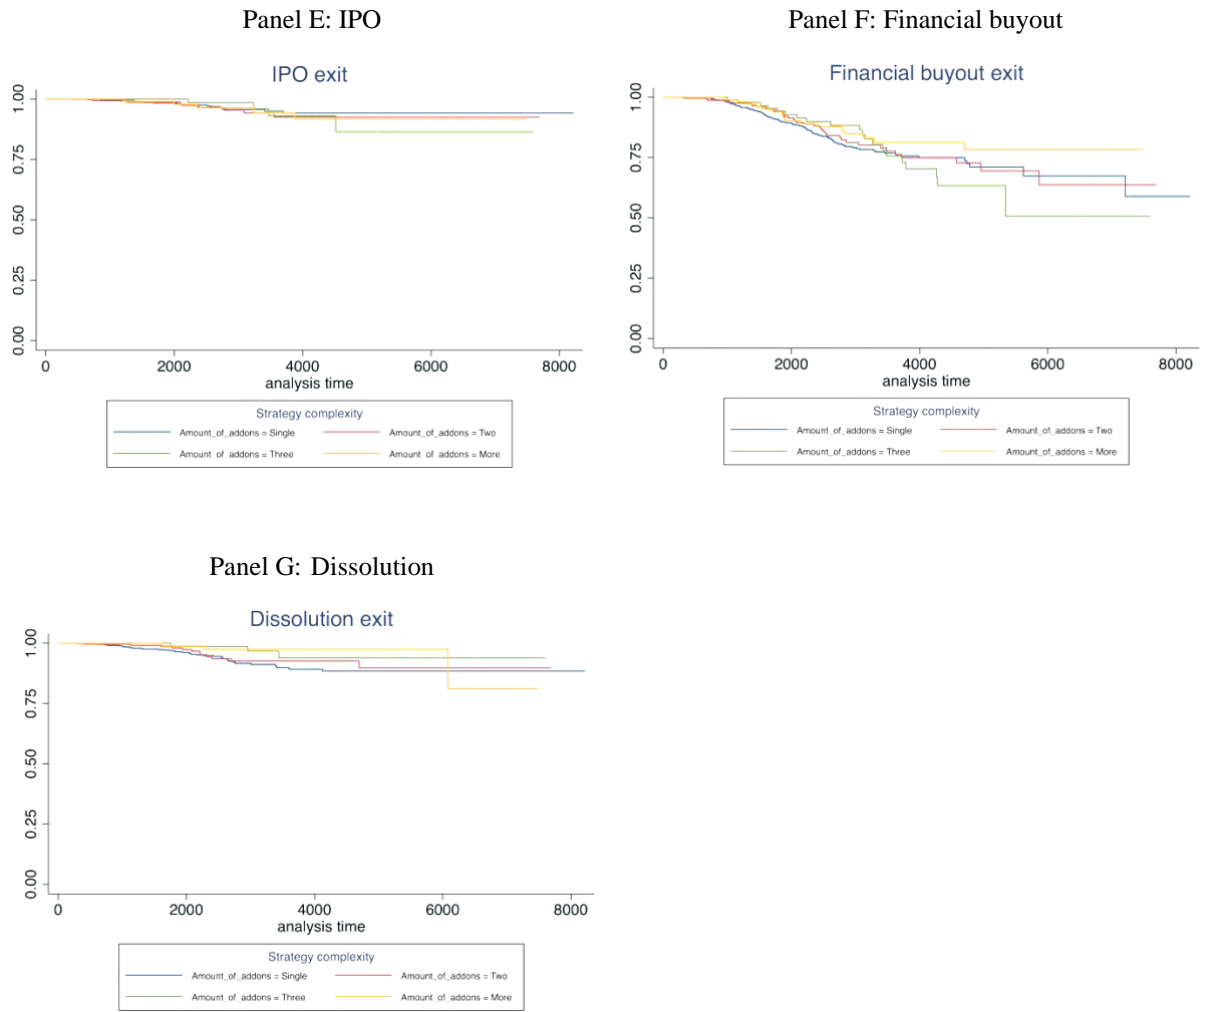 Panel E: IPO
IPO exit
1.00
0.75
0.50
0.25
0.00
0 2000 4000 6000 8000
analysis time
Strategy complexity
Amount_of_addons = Single Amount_of_addons = Two
Amount_of_addons = Three Amount_of_addons = More
Panel F: Financial buyout
Financial buyout exit
1.00
0.75
0.50
0.25
0.00
0 2000 4000 6000 8000
analysis time
Strategy complexity
Amount_of_addons = Single Amount_of_addons = Two
Amount_of_addons = Three Amount_of_addons = More
Panel G: Dissolution
Dissolution exit
1.00
0.75
0.50
0.25
0.00
0 2000 4000 6000 8000
analysis time
Strategy complexity
Amount_of_addons = Single Amount_of_addons = Two
Amount_of_addons = Three Amount_of_addons = More